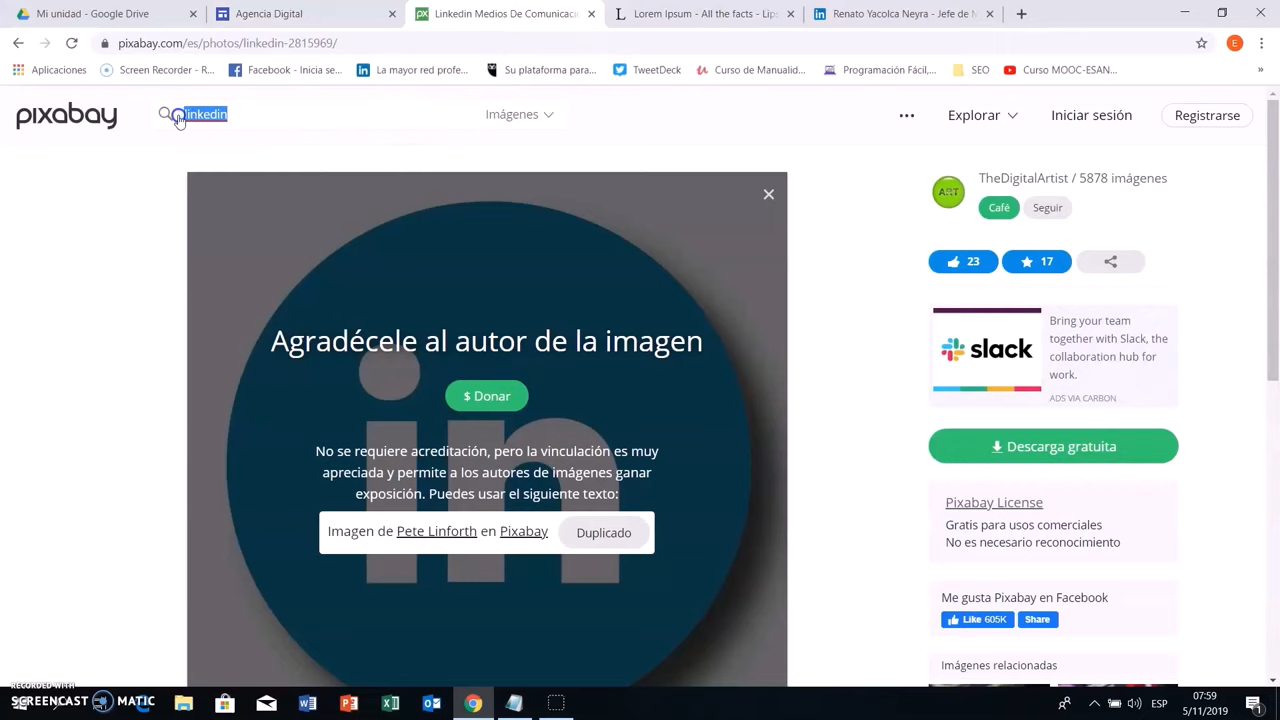 Mi unidad - Google Drive
Agencia Digital
Linkedin Medios De Comunicació
Lorem Ipsum - All the facts - Lips
Renato Yacolca Neyra - Jefe de M
pixabay.com/es/photos/linkedin-2815969/
E
Aplicaciones
Screen Recorder - R...
Facebook - Inicia se...
La mayor red profe...
Su plataforma para...
TweetDeck
Curso de Manualid...
Programación Fácil,...
SEO
Curso MOOC-ESAN...
»
pixabay
linkedin
Imágenes
Explorar
Iniciar sesión
Registrarse
TheDigitalArtist / 5878 imágenes
ART
Café
Seguir
23
17
Agradécele al autor de la imagen
$ Donar
No se requiere acreditación, pero la vinculación es muy
apreciada y permite a los autores de imágenes ganar
exposición. Puedes usar el siguiente texto:
Imagen de Pete Linforth en Pixabay
Duplicado
in
slack
Bring your team
together with Slack, the
collaboration hub for
work.
ADS VIA CARBON
Descarga gratuita
Pixabay License
Gratis para usos comerciales
No es necesario reconocimiento
Me gusta Pixabay en Facebook
Like 605K
Share
Imágenes relacionadas
RECORDED WITH
SCREENCAST MATIC
ESP
07:59
5/11/2019